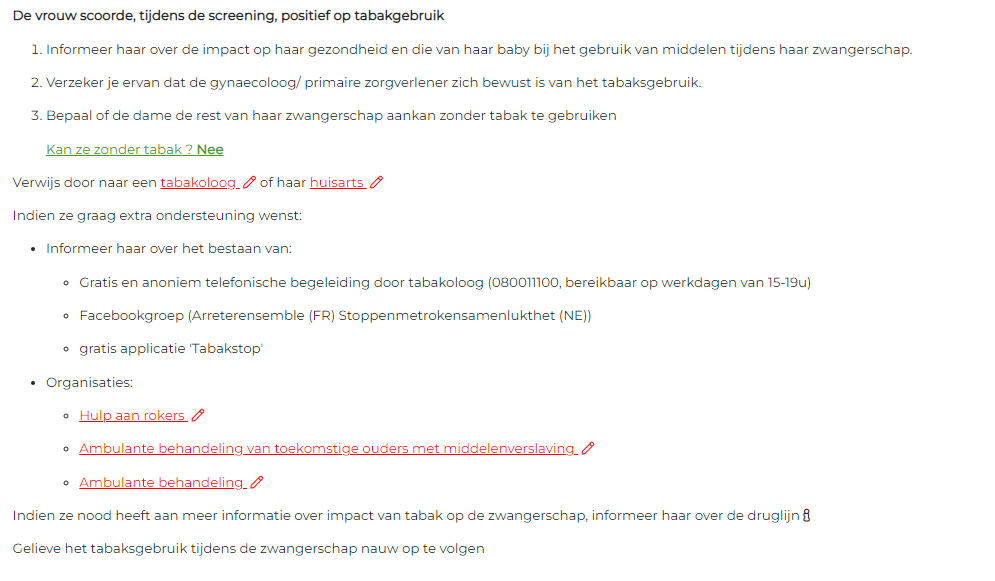 De vrouw scoorde, tijdens de screening, positief op tabakgebruik
1. Informeer haar over de impact op haar gezondheid en die van haar baby bij het gebruik van middelen tijdens haar zwangerschap.
2. Verzeker je ervan dat de gynaecoloog/ primaire zorgverlener zich bewust is van het tabaksgebruik.
3. Bepaal of de dame de rest van haar zwangerschap aankan zonder tabak te gebruiken
Kan ze zonder tabak ? Nee
Verwijs door naar een tabakoloog of haar huisarts
Indien ze graag extra ondersteuning wenst:
• Informeer haar over het bestaan van:
◦ Gratis en anoniem telefonische begeleiding door tabakoloog (080011100, bereikbaar op werkdagen van 15-19u)
◦ Facebookgroep (Arreterensemble (FR) Stoppenmetrokensamenlukthet (NE))
◦ gratis applicatie 'Tabakstop'
• Organisaties:
◦ Hulp aan rokers
◦ Ambulante behandeling van toekomstige ouders met middelenverslaving
◦ Ambulante behandeling
Indien ze nood heeft aan meer informatie over impact van tabak op de zwangerschap, informeer haar over de druglijn
Gelieve het tabaksgebruik tijdens de zwangerschap nauw op te volgen